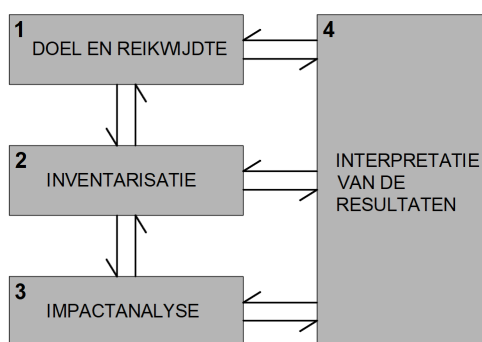 1
DOEL EN REIKWIJDTE
2
INVENTARISATIE
3
IMPACTANALYSE
4
INTERPRETATIE
VAN DE
RESULTATEN